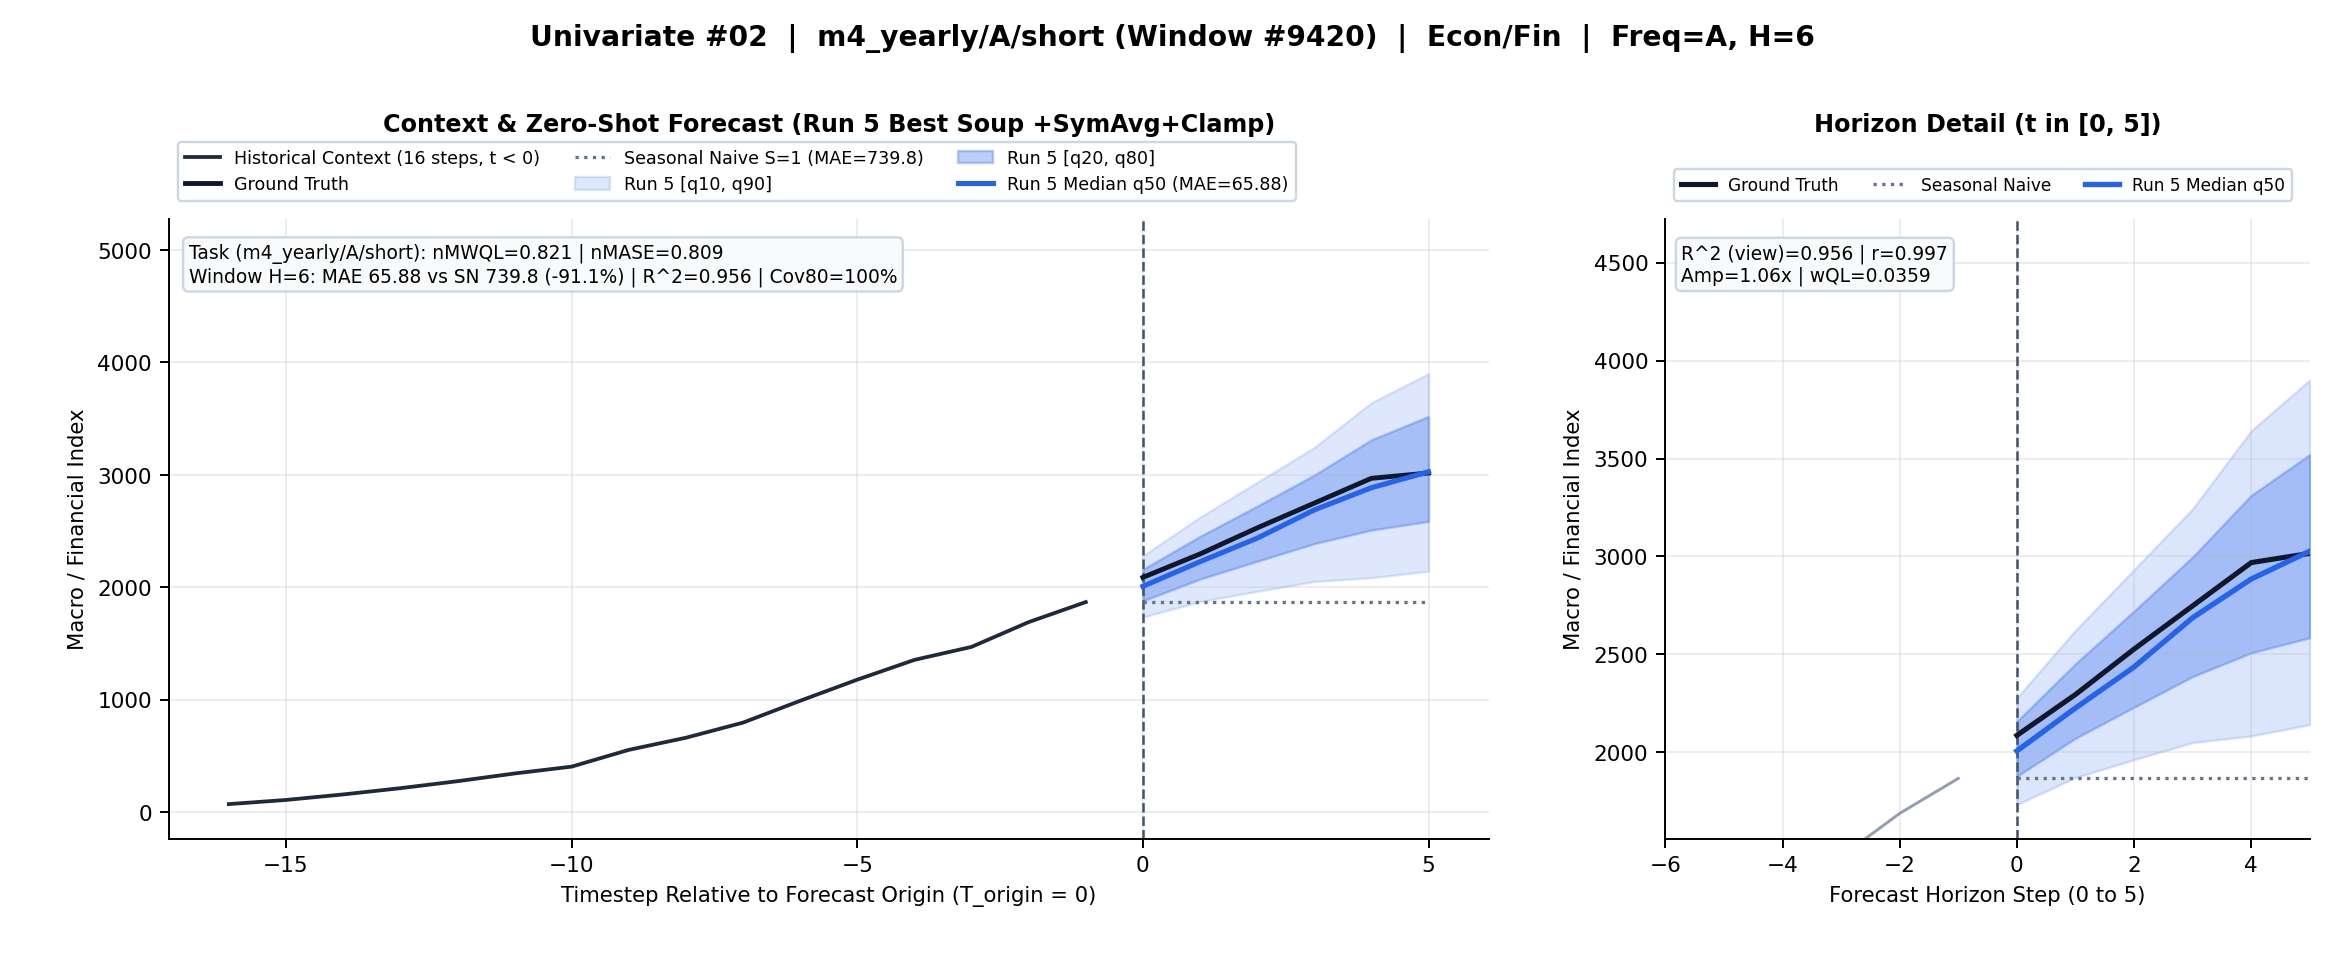 Univariate #02 | m4_yearly/A/short (Window #9420) | Econ/Fin | Freq=A, H=6
Context & Zero-Shot Forecast (Run 5 Best Soup +SymAvg+Clamp)
Historical Context (16 steps, t < 0)
Ground Truth
Seasonal Naive S=1 (MAE=739.8)
Run 5 [q10, q90]
Run 5 [q20, q80]
Run 5 Median q50 (MAE=65.88)
Task (m4_yearly/A/short): nMWQL=0.821 | nMASE=0.809
Window H=6: MAE 65.88 vs SN 739.8 (-91.1%) | R^2=0.956 | Cov80=100%
Macro / Financial Index
5000
4000
3000
2000
1000
0
−15
−10
−5
0
5
Timestep Relative to Forecast Origin (T_origin = 0)
Horizon Detail (t in [0, 5])
Ground Truth
Seasonal Naive
Run 5 Median q50
R^2 (view)=0.956 | r=0.997
Amp=1.06x | wQL=0.0359
Macro / Financial Index
4500
4000
3500
3000
2500
2000
−6
−4
−2
0
2
4
Forecast Horizon Step (0 to 5)